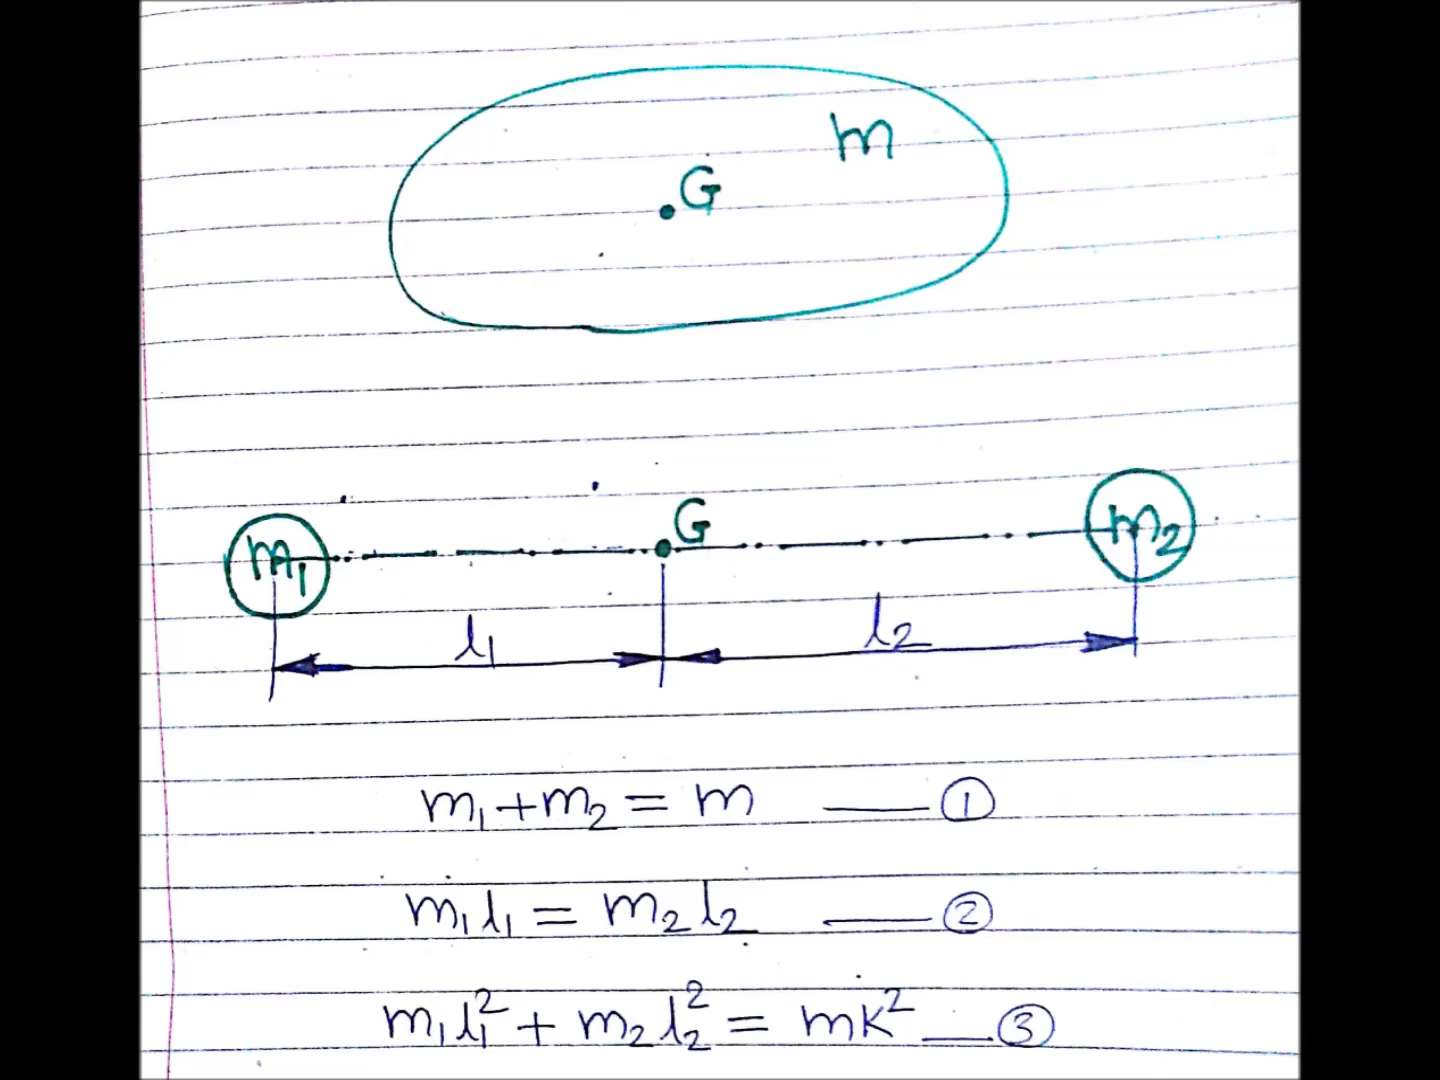 m
G
G
m₁
m₂
l₁
l₂
m₁ + m₂ = m —— ①
m₁l₁ = m₂l₂ —— ②
m₁l₁² + m₂l₂² = mk² —— ③